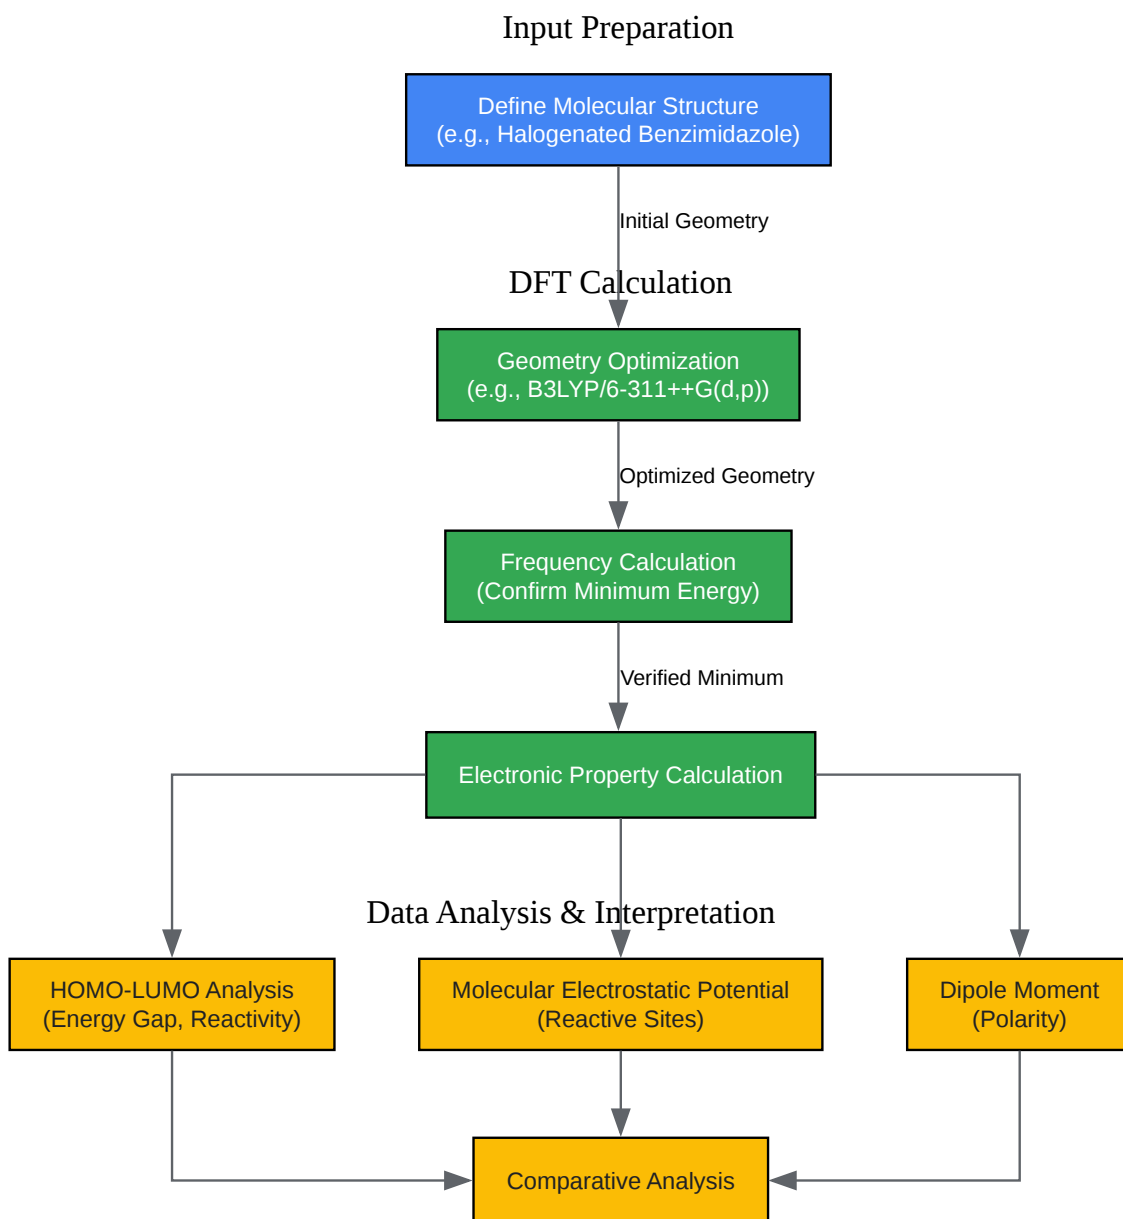 Input Preparation
Define Molecular Structure
(e.g., Halogenated Benzimidazole)
Initial Geometry
DFT Calculation
Geometry Optimization
(e.g., B3LYP/6-311++G(d,p))
Optimized Geometry
Frequency Calculation
(Confirm Minimum Energy)
Verified Minimum
Electronic Property Calculation
Data Analysis & Interpretation
HOMO-LUMO Analysis
(Energy Gap, Reactivity)
Molecular Electrostatic Potential
(Reactive Sites)
Dipole Moment
(Polarity)
Comparative Analysis